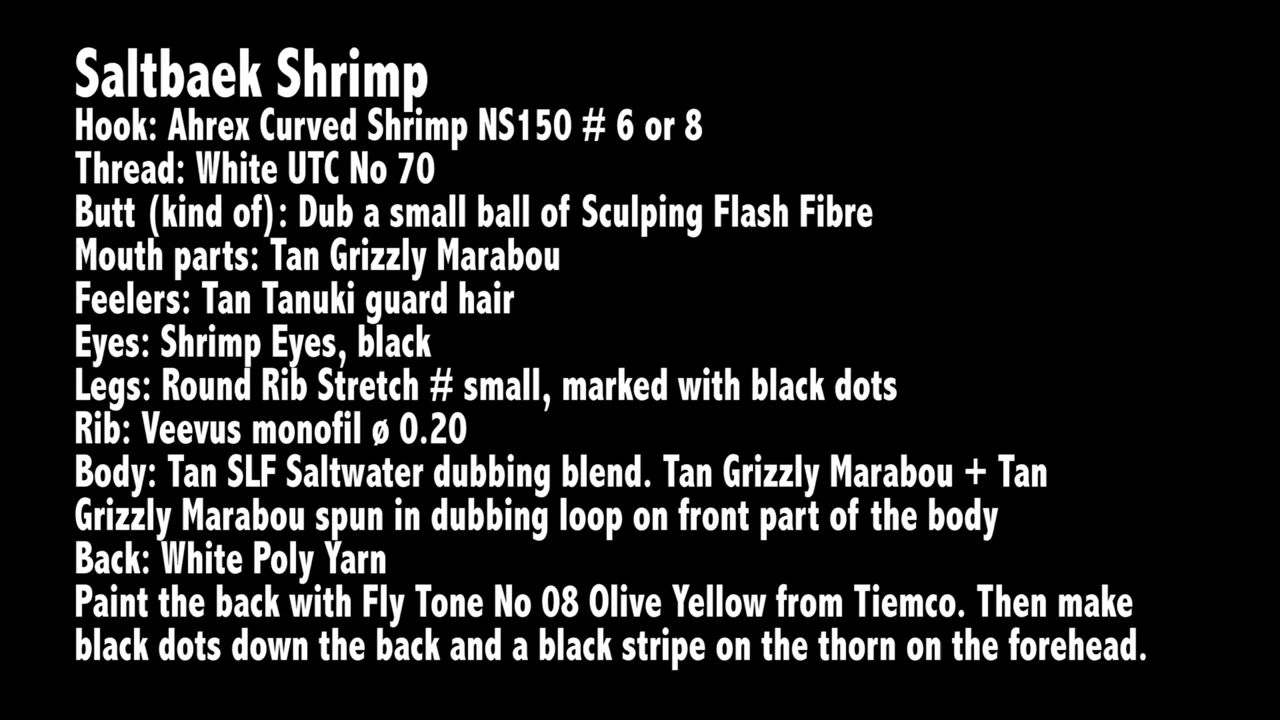 Saltbaek Shrimp
Hook: Ahrex Curved Shrimp NS150 # 6 or 8
Thread: White UTC No 70
Butt (kind of): Dub a small ball of Sculping Flash Fibre
Mouth parts: Tan Grizzly Marabou
Feelers: Tan Tanuki guard hair
Eyes: Shrimp Eyes, black
Legs: Round Rib Stretch # small, marked with black dots
Rib: Veevus monofil ø 0.20
Body: Tan SLF Saltwater dubbing blend. Tan Grizzly Marabou + Tan
Grizzly Marabou spun in dubbing loop on front part of the body
Back: White Poly Yarn
Paint the back with Fly Tone No 08 Olive Yellow from Tiemco. Then make
black dots down the back and a black stripe on the thorn on the forehead.